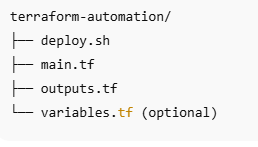 terraform-automation/
├── deploy.sh
├── main.tf
├── outputs.tf
└── variables.tf (optional)